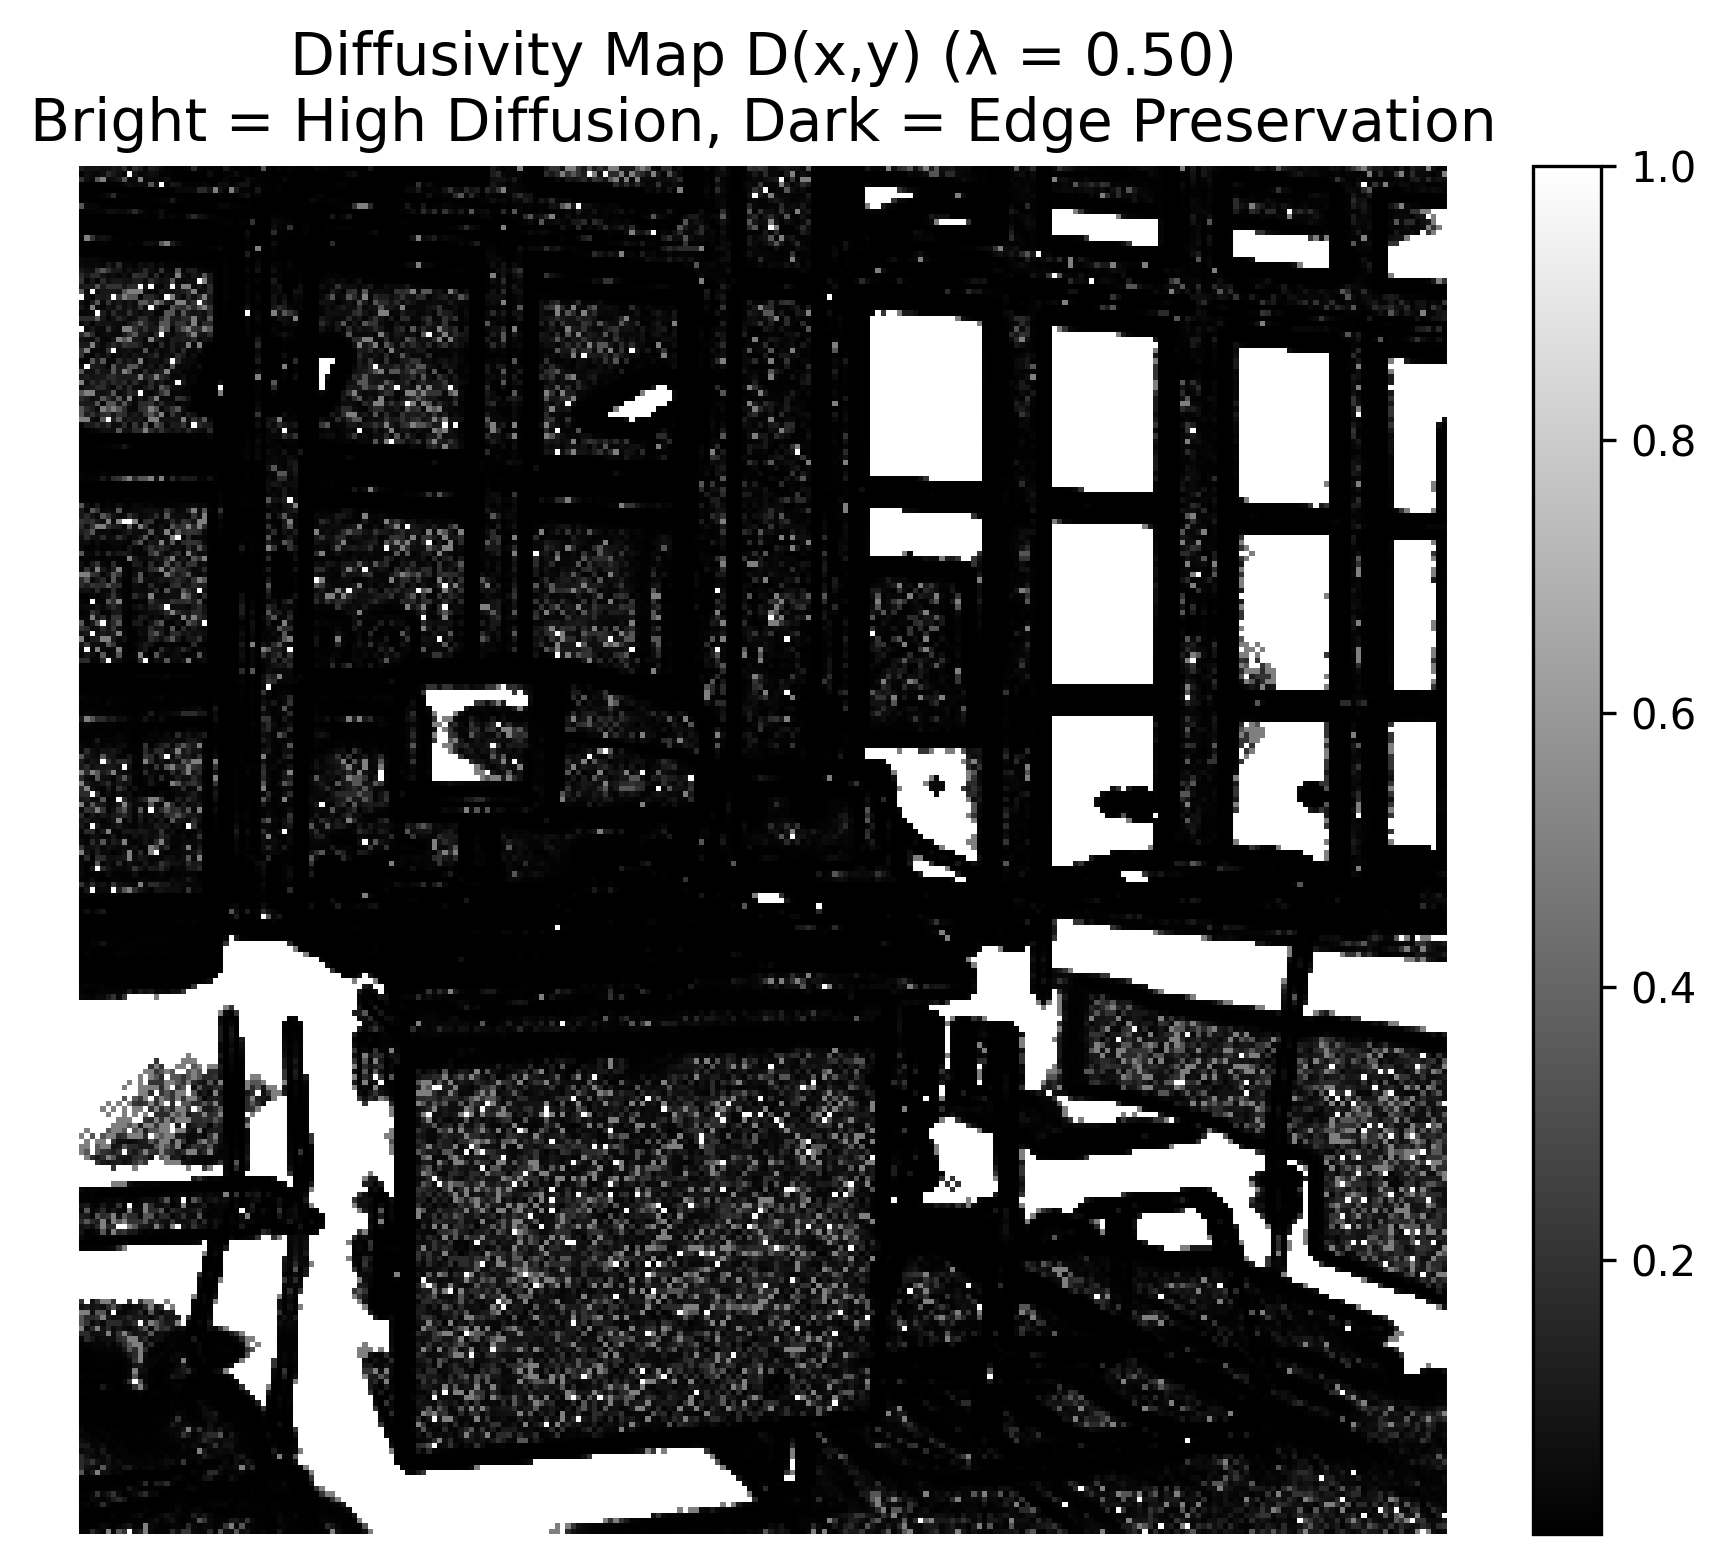 Diffusivity Map D(x,y) (λ = 0.50)
Bright = High Diffusion, Dark = Edge Preservation
1.0
0.8
0.6
0.4
0.2